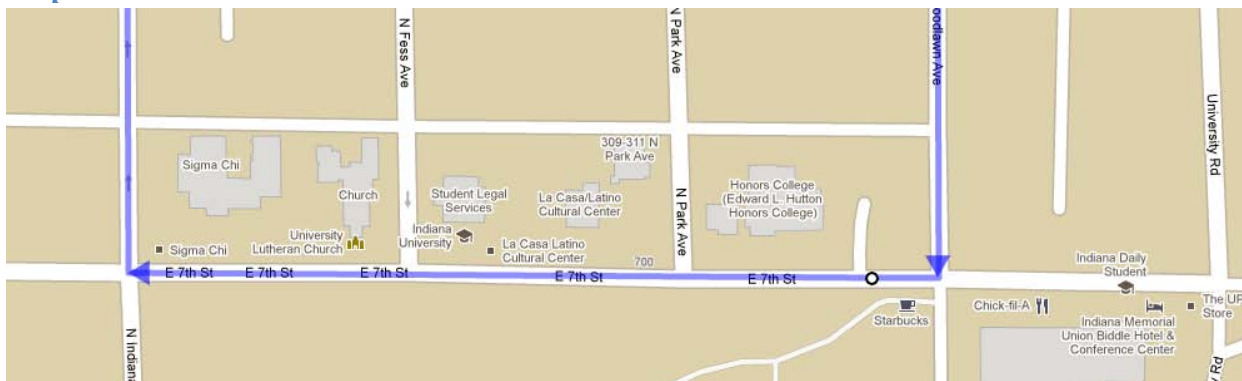 N Fess Ave
N Park Ave
oodlawn Ave
University Rd
309-311 N
Park Ave
Sigma Chi
Church
Student Legal
Services
La Casa/Latino
Cultural Center
Honors College
(Edward L. Hutton
Honors College)
N Park Ave
University
Lutheran Church
Indiana
University
Sigma Chi
La Casa Latino
Cultural Center
700
Indiana Daily
Student
E 7th St
E 7th St
E 7th St
E 7th St
E 7th St
Starbucks
Chick-fil-A
The UP
Store
Indiana Memorial
Union Biddle Hotel &
Conference Center
N Indiana
y Rd